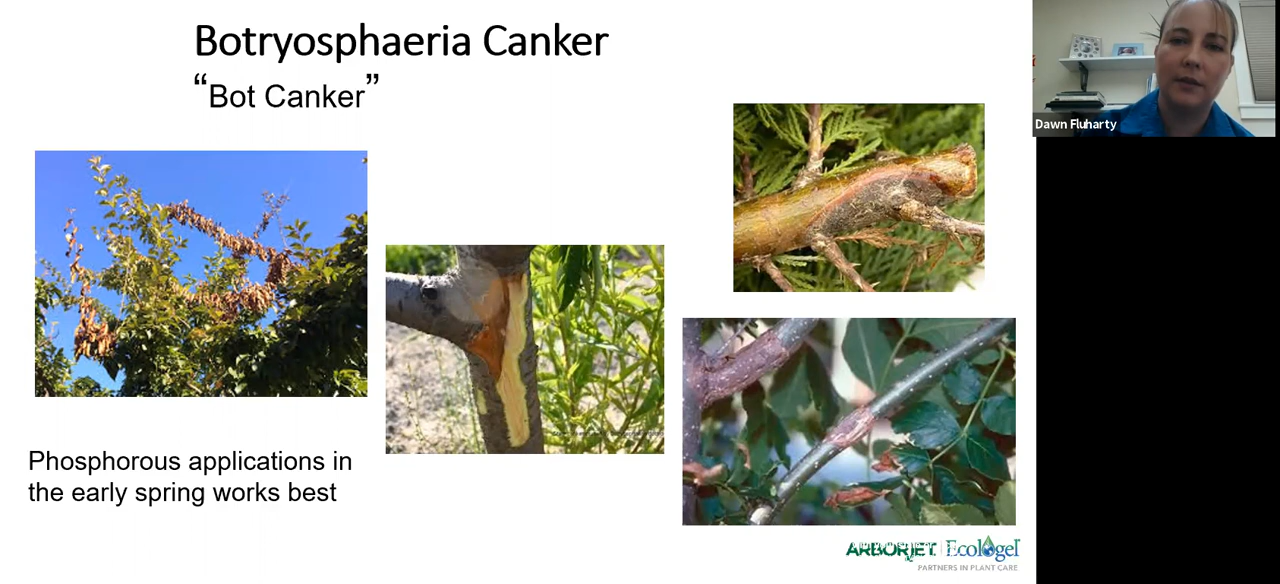 Botryosphaeria Canker
“Bot Canker”
Dawn Fluharty
Phosphorous applications in
the early spring works best
ARBORJET Ecologel
PARTNERS IN PLANT CARE